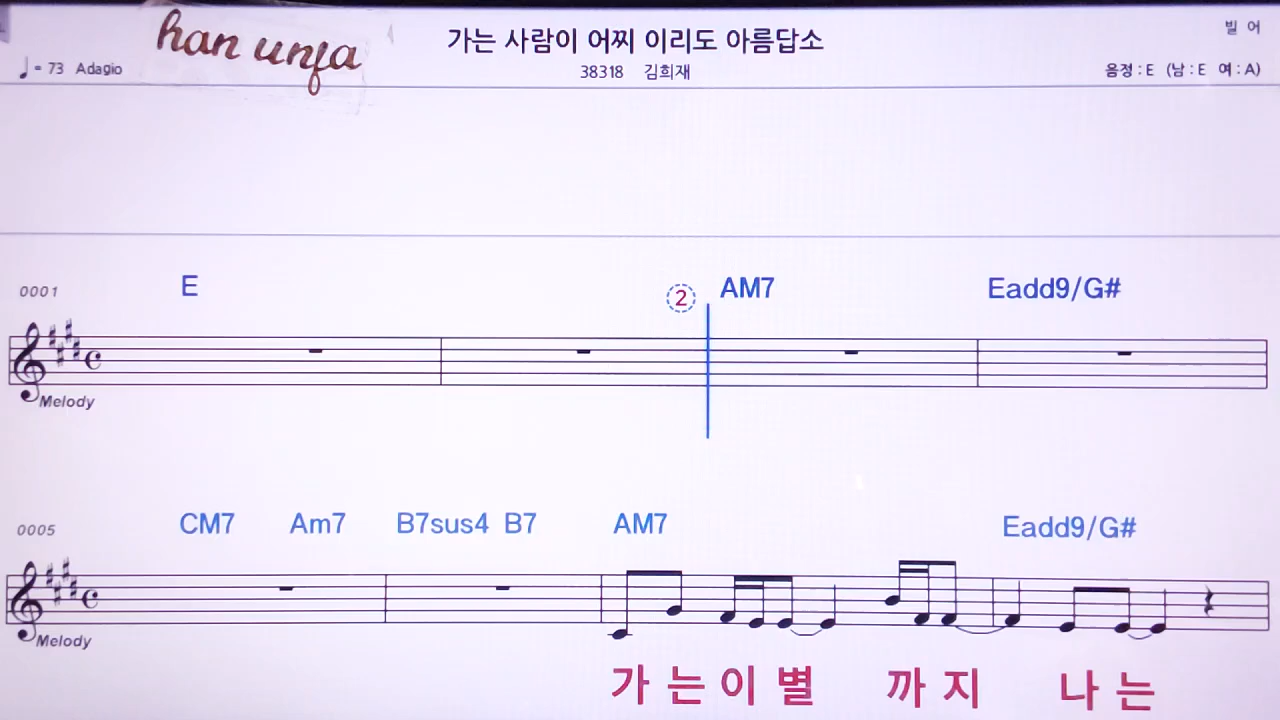 han unja
가는 사람이 어찌 이리도 아름답소
빌 어
♩= 73 Adagio
38318 김희재
음정 : E (남 : E 여 : A)
0001 E ② AM7 Eadd9/G#
Melody
0005 CM7 Am7 B7sus4 B7 AM7 Eadd9/G#
Melody
가 는 이 별 까 지 나 는